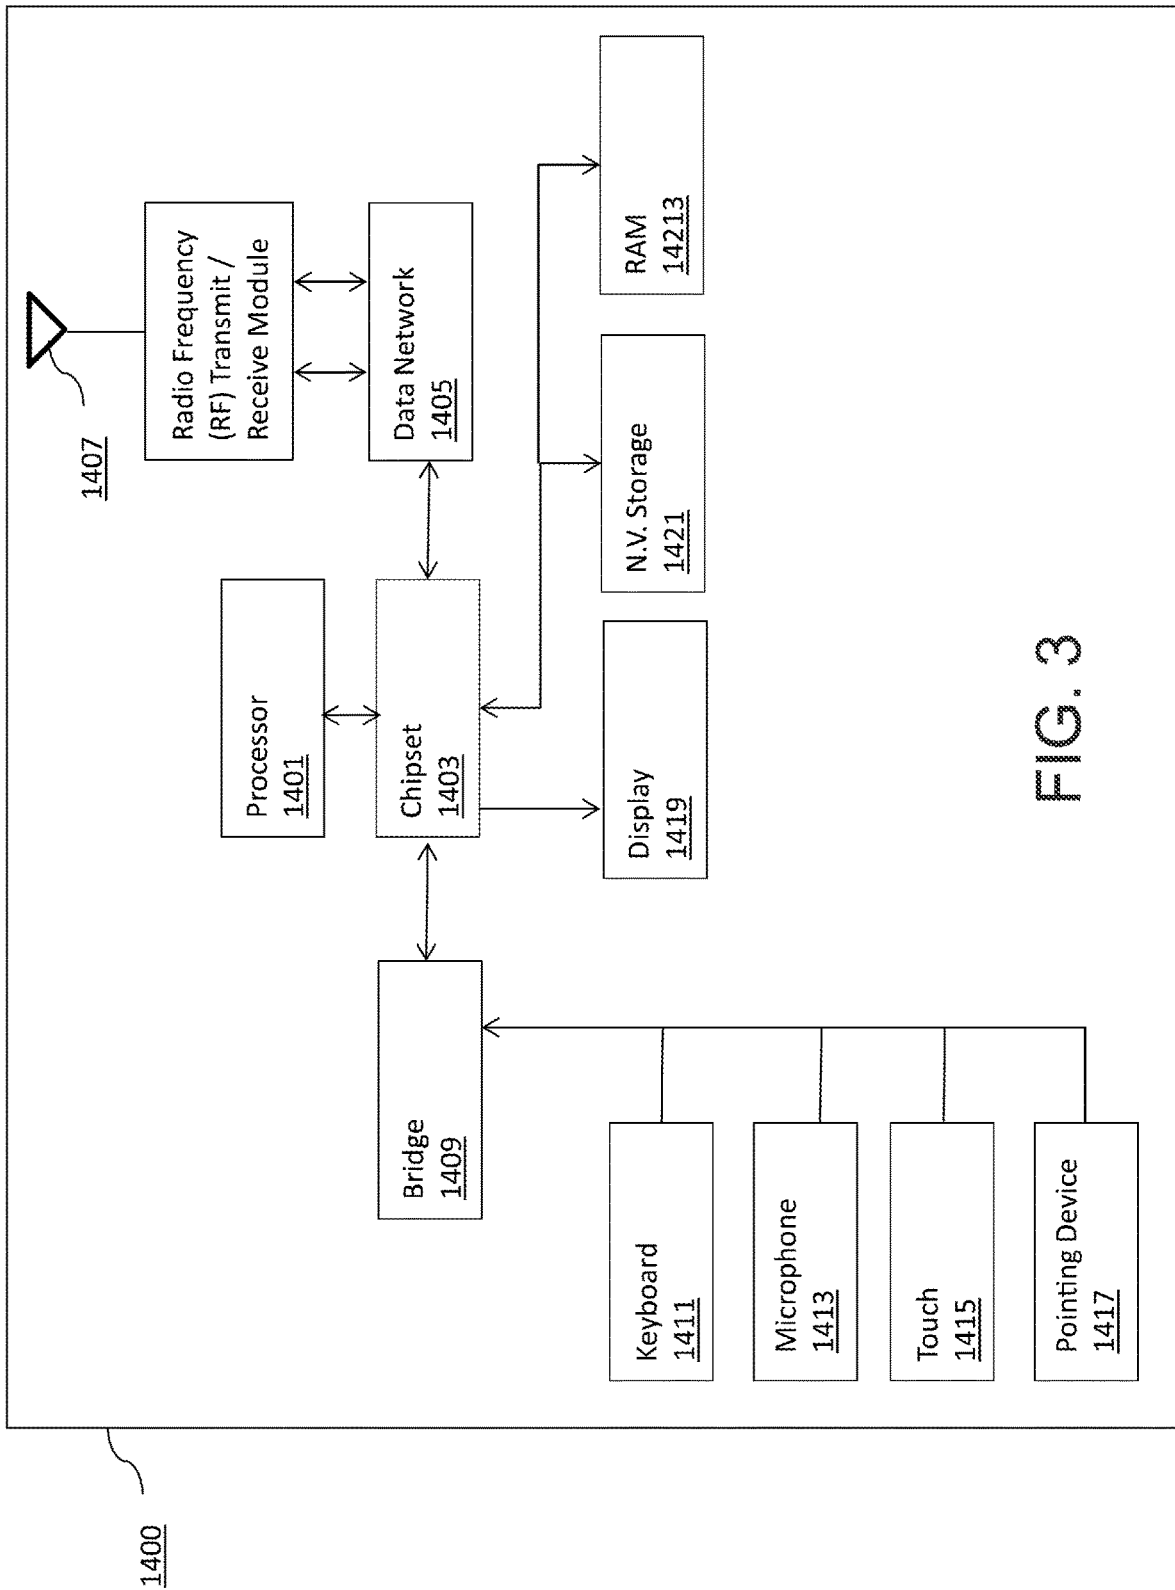 1400
1407
Radio Frequency
(RF) Transmit /
Receive Module
Processor
1401
Data Network
1405
Chipset
1403
Bridge
1409
Keyboard
1411
Microphone
1413
Touch
1415
Pointing Device
1417
Display
1419
N.V. Storage
1421
RAM
14213
FIG. 3